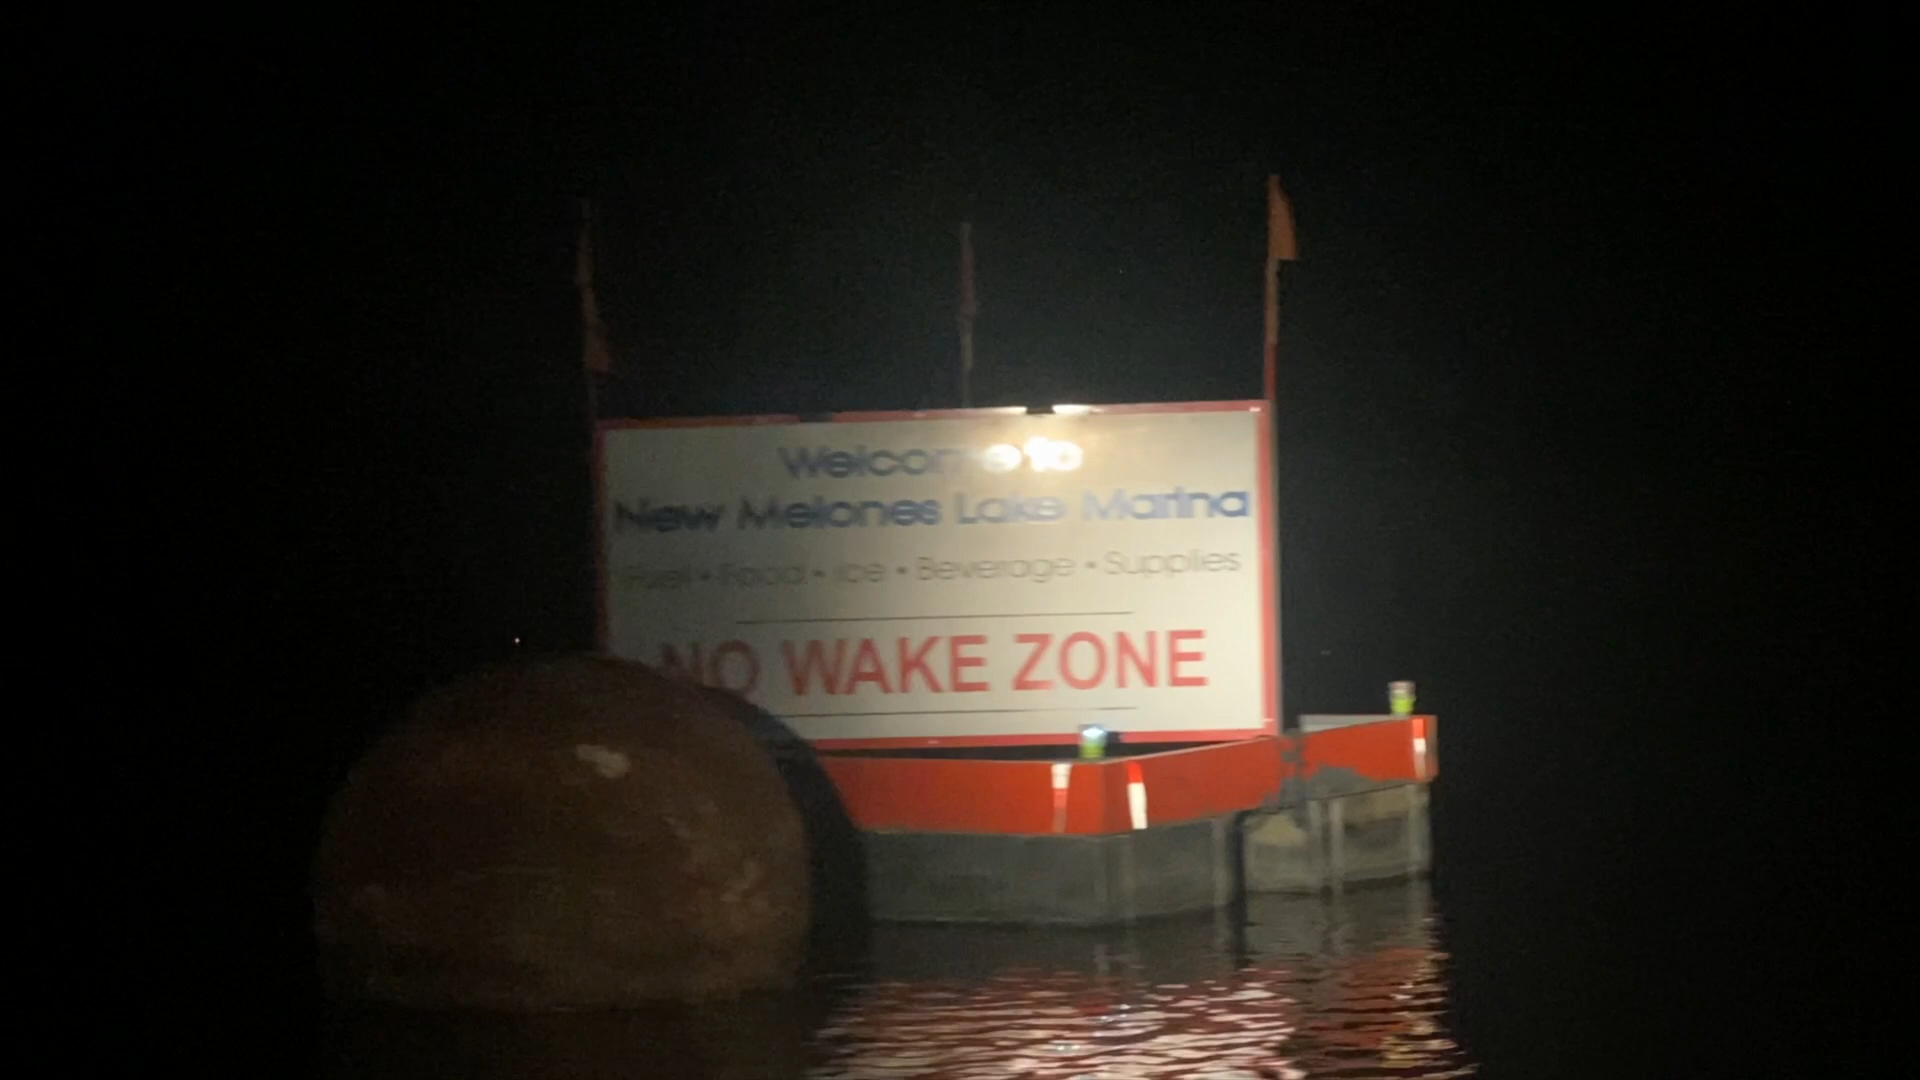 Welcome to
New Melones Lake Marina
Fuel • Food • Ice • Beverage • Supplies
NO WAKE ZONE